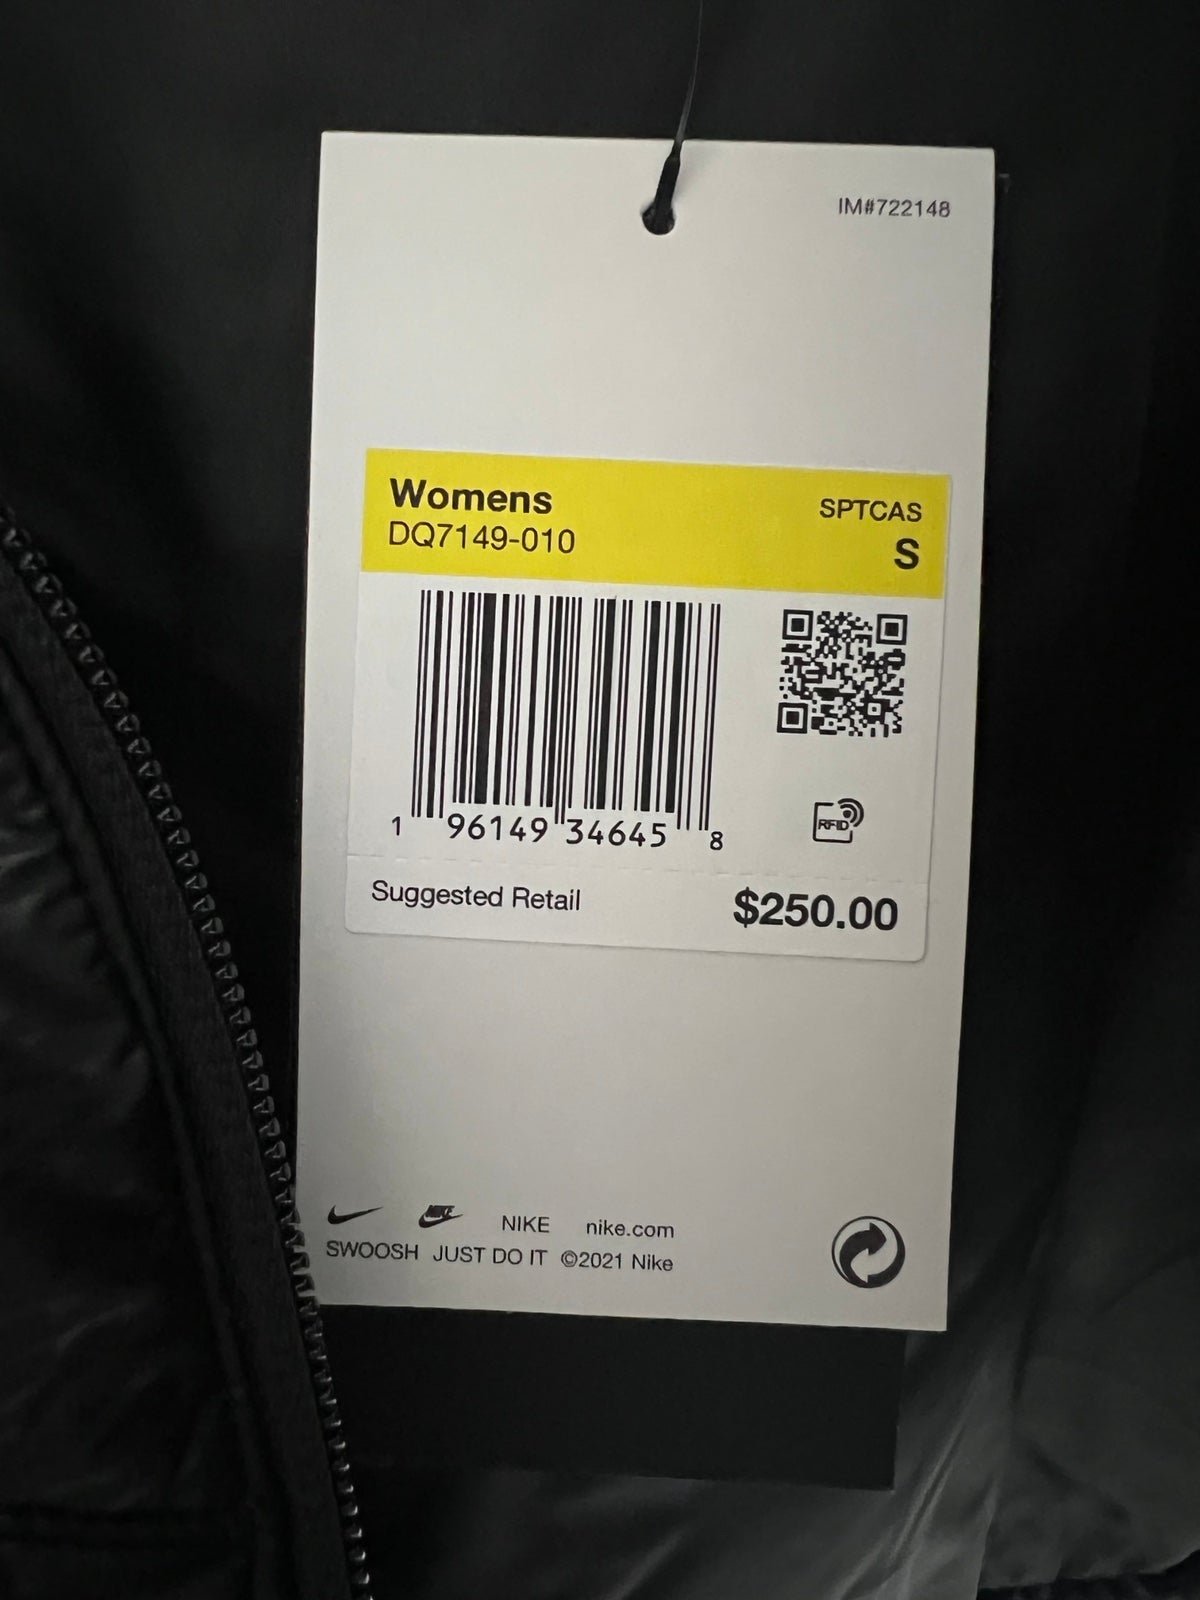 IM#722148
Womens SPTCAS
DQ7149-010 S
1 96149 34645 8
RFID
Suggested Retail $250.00
NIKE NIKE nike.com
SWOOSH JUST DO IT ©2021 Nike